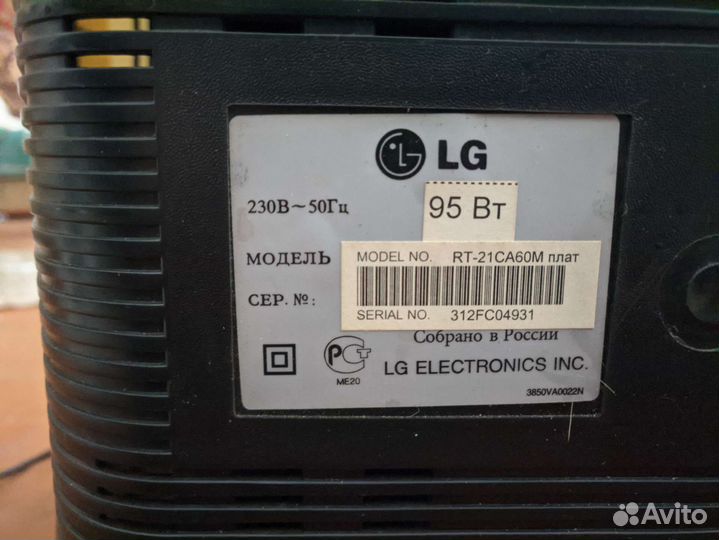 LG
230В~50Гц
95 Вт
МОДЕЛЬ
MODEL NO. RT-21CA60M плат
СЕР. №:
SERIAL NO. 312FC04931
Собрано в России
РСТ
ME20
LG ELECTRONICS INC.
3850VA0022N
Avito